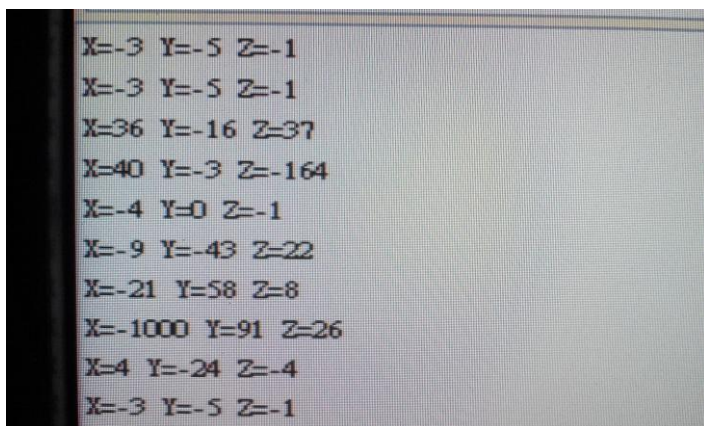 X=-3 Y=-5 Z=-1
X=-3 Y=-5 Z=-1
X=36 Y=-16 Z=37
X=40 Y=-3 Z=-164
X=-4 Y=0 Z=-1
X=-9 Y=-43 Z=22
X=-21 Y=58 Z=8
X=-1000 Y=91 Z=26
X=4 Y=-24 Z=-4
X=-3 Y=-5 Z=-1